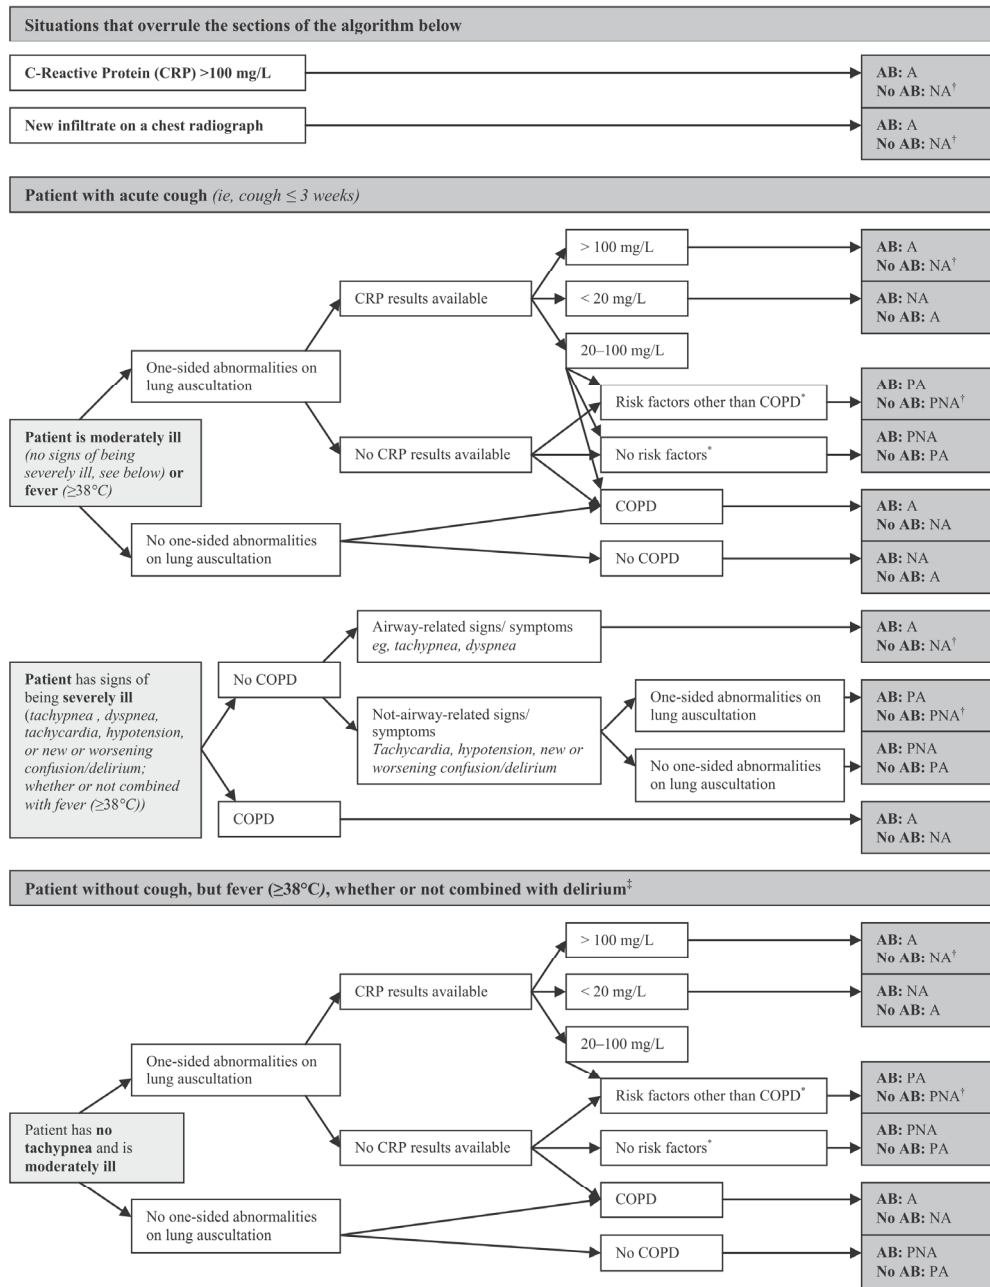 Situations that overrule the sections of the algorithm below
C-Reactive Protein (CRP) >100 mg/L
AB: A
No AB: NA†
New infiltrate on a chest radiograph
AB: A
No AB: NA†
Patient with acute cough (ie, cough ≤ 3 weeks)
> 100 mg/L
AB: A
No AB: NA†
CRP results available
< 20 mg/L
AB: NA
No AB: A
20–100 mg/L
One-sided abnormalities on
lung auscultation
Risk factors other than COPD*
AB: PA
No AB: PNA†
Patient is moderately ill
(no signs of being
severely ill, see below) or
fever (≥38°C)
No CRP results available
No risk factors*
AB: PNA
No AB: PA
COPD
AB: A
No AB: NA
No one-sided abnormalities
on lung auscultation
No COPD
AB: NA
No AB: A
Airway-related signs/ symptoms
eg, tachypnea, dyspnea
AB: A
No AB: NA†
No COPD
Patient has signs of
being severely ill
(tachypnea , dyspnea,
tachycardia, hypotension,
or new or worsening
confusion/delirium;
whether or not combined
with fever (≥38°C))
Not-airway-related signs/
symptoms
Tachycardia, hypotension, new or
worsening confusion/delirium
One-sided abnormalities on
lung auscultation
AB: PA
No AB: PNA†
No one-sided abnormalities
on lung auscultation
AB: PNA
No AB: PA
COPD
AB: A
No AB: NA
Patient without cough, but fever (≥38°C), whether or not combined with delirium‡
> 100 mg/L
AB: A
No AB: NA†
CRP results available
< 20 mg/L
AB: NA
No AB: A
20–100 mg/L
One-sided abnormalities on
lung auscultation
Risk factors other than COPD*
AB: PA
No AB: PNA†
Patient has no
tachypnea and is
moderately ill
No CRP results available
No risk factors*
AB: PNA
No AB: PA
COPD
AB: A
No AB: NA
No one-sided abnormalities
on lung auscultation
No COPD
AB: PNA
No AB: PA